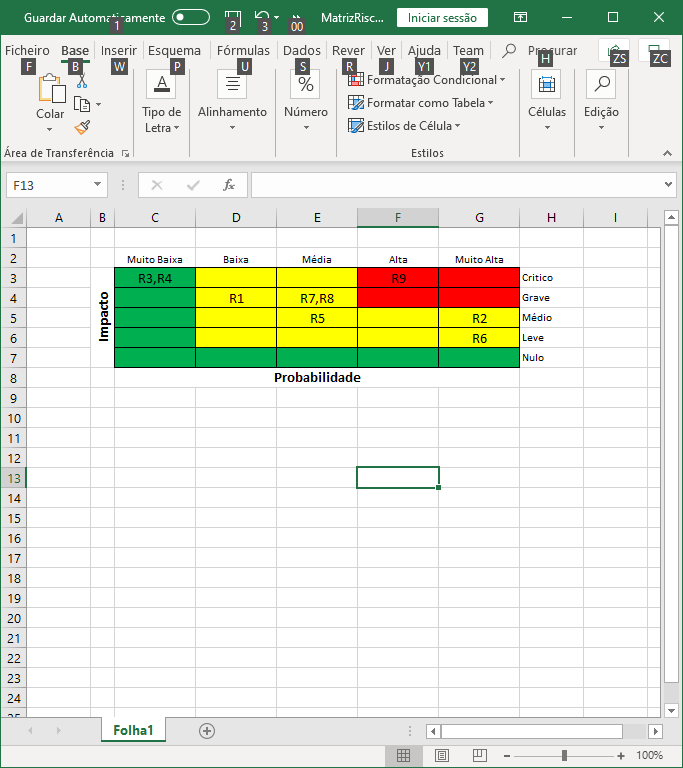 Guardar Automaticamente MatrizRisc... Iniciar sessão
1 2 3 00
Ficheiro Base Inserir Esquema Fórmulas Dados Rever Ver Ajuda Team Procurar
F B W P U S R J Y1 Y2 H ZS ZC
Colar
Tipo de Letra
Alinhamento
%
Número
Formatação Condicional
Formatar como Tabela
Estilos de Célula
Células
Edição
Área de Transferência Estilos
F13 fx
A B C D E F G H I
1
2 Muito Baixa Baixa Média Alta Muito Alta
3 R3,R4 R9 Critico
4 R1 R7,R8 Grave
5 R5 R2 Médio
6 R6 Leve
7 Nulo
Impacto
8 Probabilidade
9
10
11
12
13
14
15
16
17
18
19
20
21
22
23
24
25
Folha1
100%